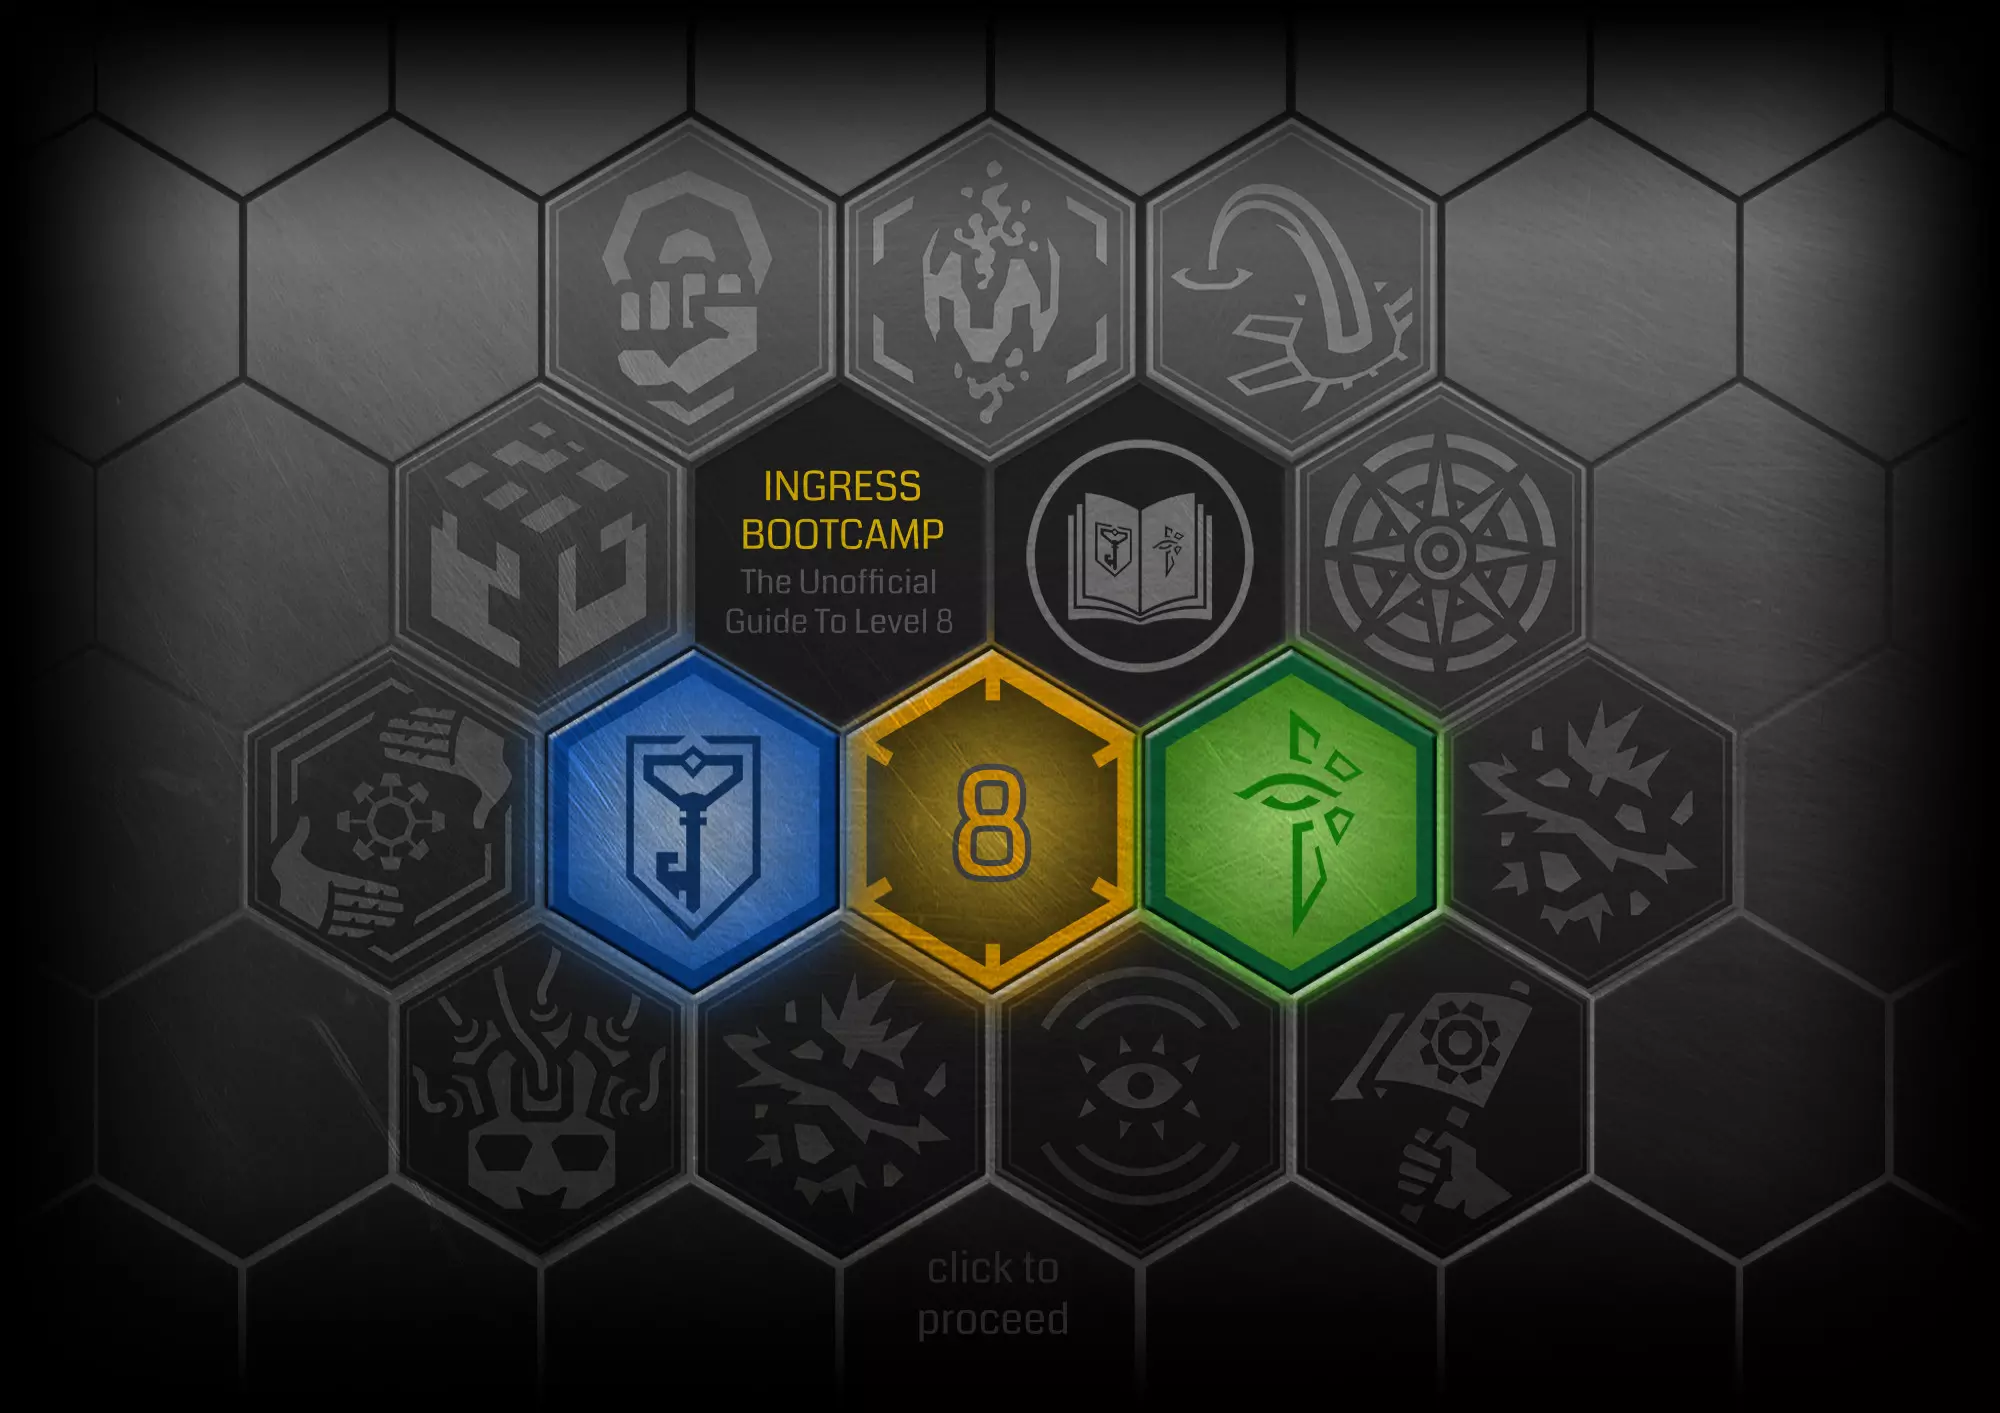 INGRESS
BOOTCAMP
The Unofficial
Guide To Level 8
8
click to
proceed